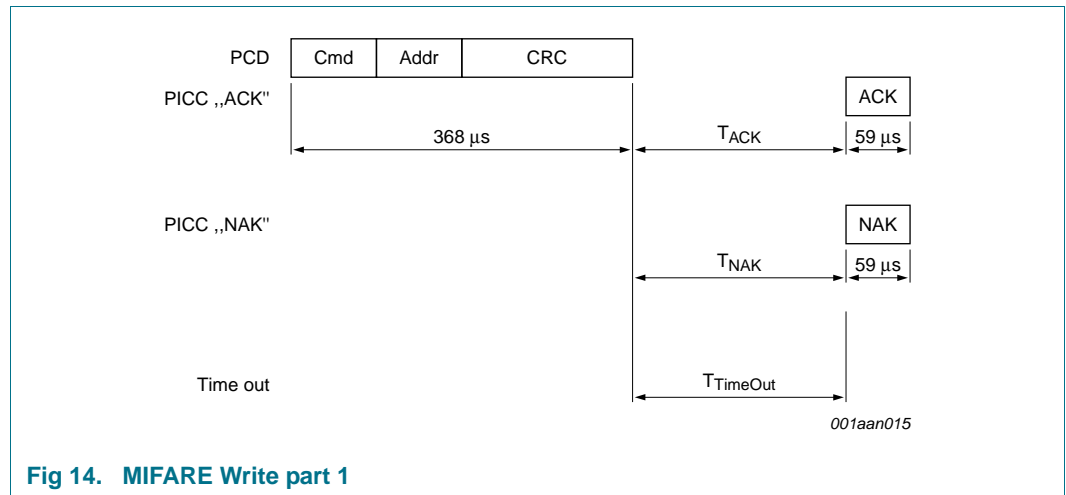 PCD Cmd Addr CRC
PICC ,,ACK" ACK
368 μs TACK 59 μs
PICC ,,NAK" NAK
TNAK 59 μs
Time out TTimeOut
001aan015
Fig 14. MIFARE Write part 1